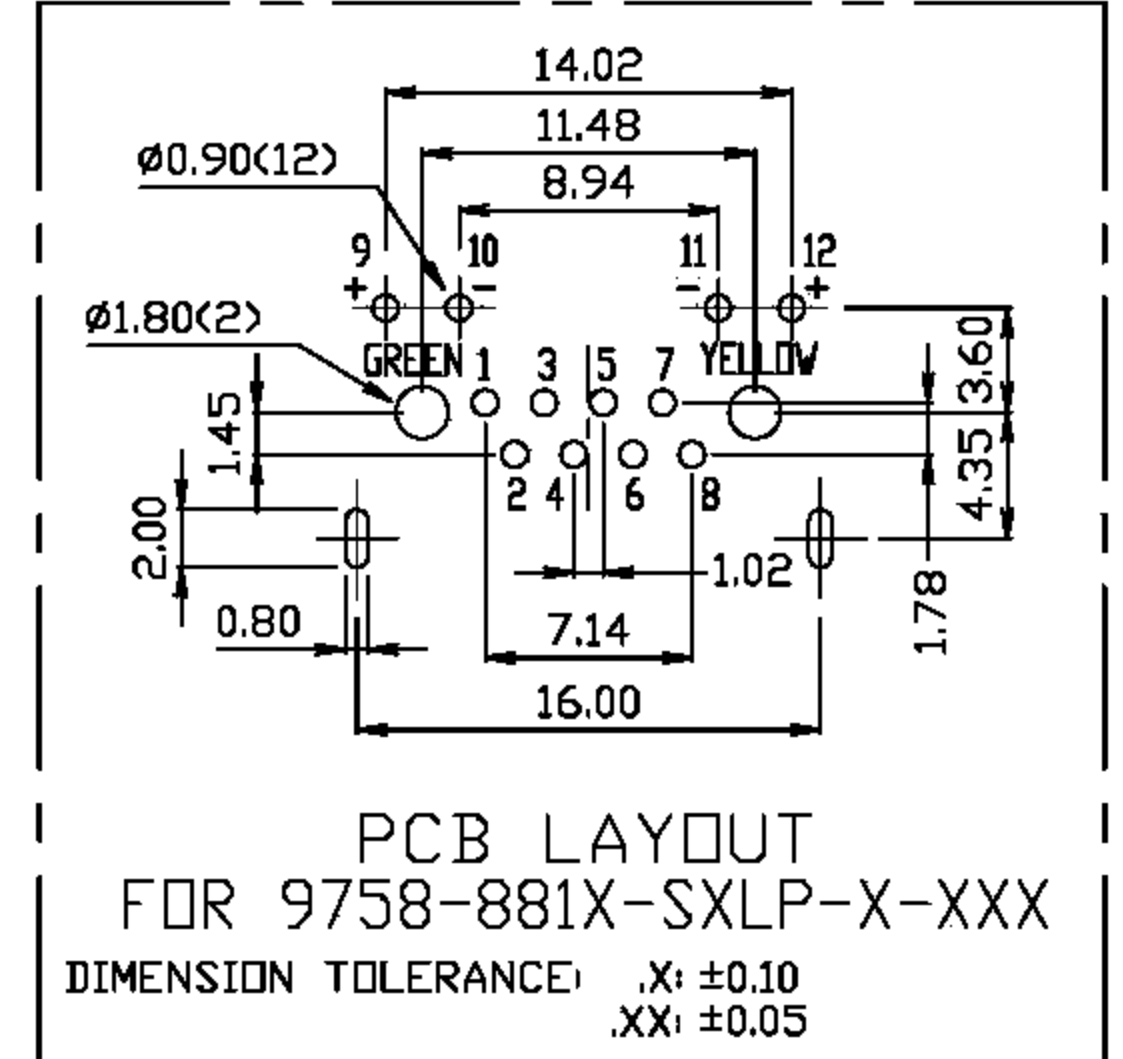 14.02
11.48
Ø0.90(12)
8.94
9 10 11 12
+ - - +
Ø1.80(2)
GREEN 1 3 5 7 YELLOW
3.60
1.45
4.35
2 4 6 8
2.00
1.02
1.78
0.80
7.14
16.00
PCB LAYOUT
FOR 9758-881X-SXLP-X-XXX
DIMENSION TOLERANCE: .X: ±0.10
.XX: ±0.05